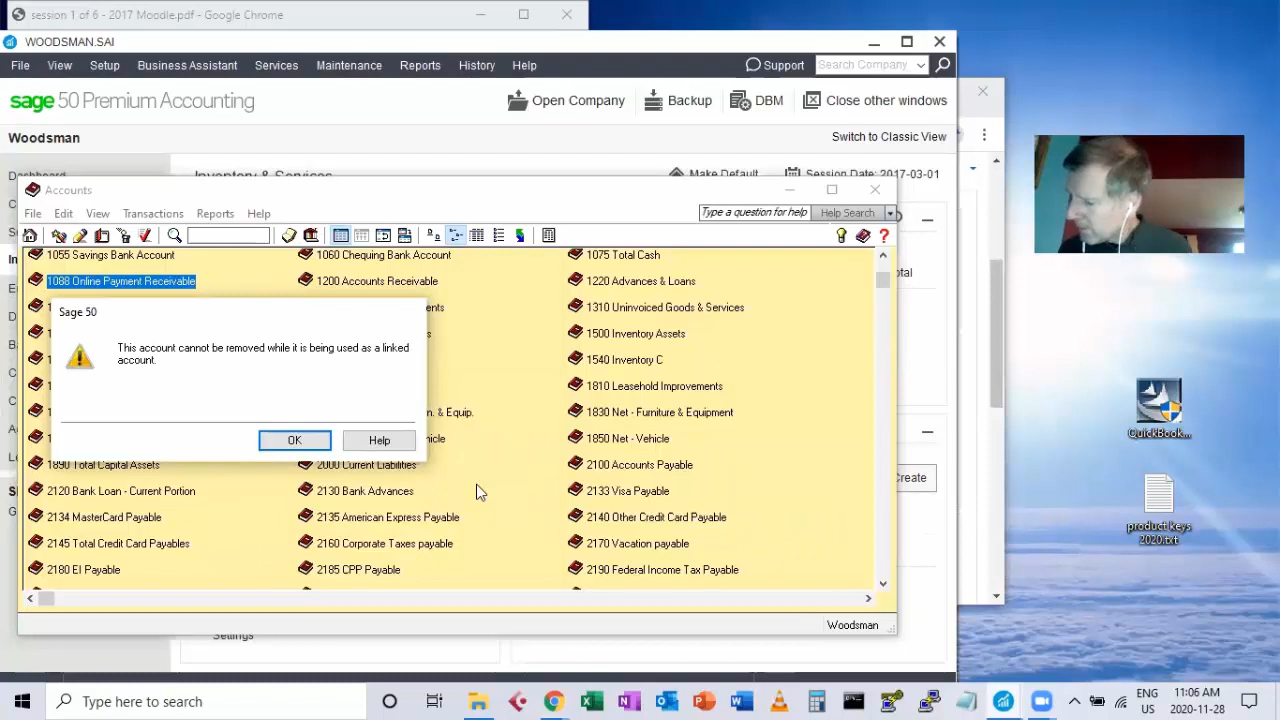 session 1 of 6 - 2017 Moodle.pdf - Google Chrome
WOODSMAN.SAI
File View Setup Business Assistant Services Maintenance Reports History Help Support Search Company
sage 50 Premium Accounting Open Company Backup DBM Close other windows
Woodsman Switch to Classic View
Dashboard Inventory & Services Make Default Session Date: 2017-03-01
Accounts
File Edit View Transactions Reports Help Type a question for help Help Search
1055 Savings Bank Account 1060 Chequing Bank Account 1075 Total Cash
1088 Online Payment Receivable 1200 Accounts Receivable 1220 Advances & Loans
1310 Uninvoiced Goods & Services
1500 Inventory Assets
1540 Inventory C
1810 Leasehold Improvements
n. & Equip. 1830 Net - Furniture & Equipment
1850 Net - Vehicle
Sage 50
This account cannot be removed while it is being used as a linked
account.
OK Help
1890 Total Capital Assets 2000 Current Liabilities 2100 Accounts Payable
2120 Bank Loan - Current Portion 2130 Bank Advances 2133 Visa Payable
2134 MasterCard Payable 2135 American Express Payable 2140 Other Credit Card Payable
2145 Total Credit Card Payables 2160 Corporate Taxes payable 2170 Vacation payable
2180 EI Payable 2185 CPP Payable 2190 Federal Income Tax Payable
Woodsman
Settings
Create
QuickBook...
product keys
2020.txt
Type here to search
ENG
US
11:06 AM
2020-11-28